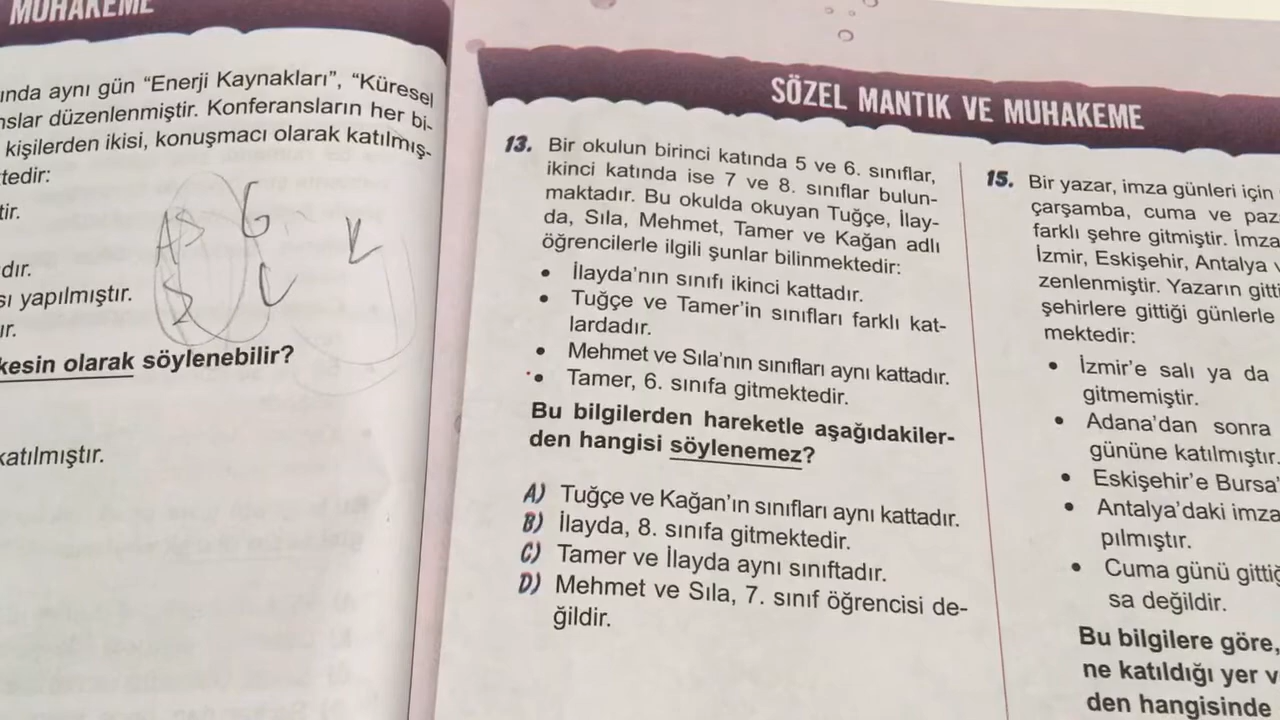 MUHAKEME
ında aynı gün “Enerji Kaynakları”, “Küresel
nslar düzenlenmiştir. Konferansların her bi-
kişilerden ikisi, konuşmacı olarak katılmış-
tedir:
tir.
dır.
sı yapılmıştır.
ır.
kesin olarak söylenebilir?
katılmıştır.
SÖZEL MANTIK VE MUHAKEME
13. Bir okulun birinci katında 5 ve 6. sınıflar,
ikinci katında ise 7 ve 8. sınıflar bulun-
maktadır. Bu okulda okuyan Tuğçe, İlay-
da, Sıla, Mehmet, Tamer ve Kağan adlı
öğrencilerle ilgili şunlar bilinmektedir:
• İlayda’nın sınıfı ikinci kattadır.
• Tuğçe ve Tamer’in sınıfları farklı kat-
lardadır.
• Mehmet ve Sıla’nın sınıfları aynı kattadır.
• Tamer, 6. sınıfa gitmektedir.
Bu bilgilerden hareketle aşağıdakiler-
den hangisi söylenemez?
A) Tuğçe ve Kağan’ın sınıfları aynı kattadır.
B) İlayda, 8. sınıfa gitmektedir.
C) Tamer ve İlayda aynı sınıftadır.
D) Mehmet ve Sıla, 7. sınıf öğrencisi de-
ğildir.
15. Bir yazar, imza günleri için
çarşamba, cuma ve paz
farklı şehre gitmiştir. İmza
İzmir, Eskişehir, Antalya v
zenlenmiştir. Yazarın gitti
şehirlere gittiği günlerle
mektedir:
• İzmir’e salı ya da
gitmemiştir.
• Adana’dan sonra
gününe katılmıştır.
• Eskişehir’e Bursa’
• Antalya’daki imza
pılmıştır.
• Cuma günü gittiğ
sa değildir.
Bu bilgilere göre,
ne katıldığı yer v
den hangisinde